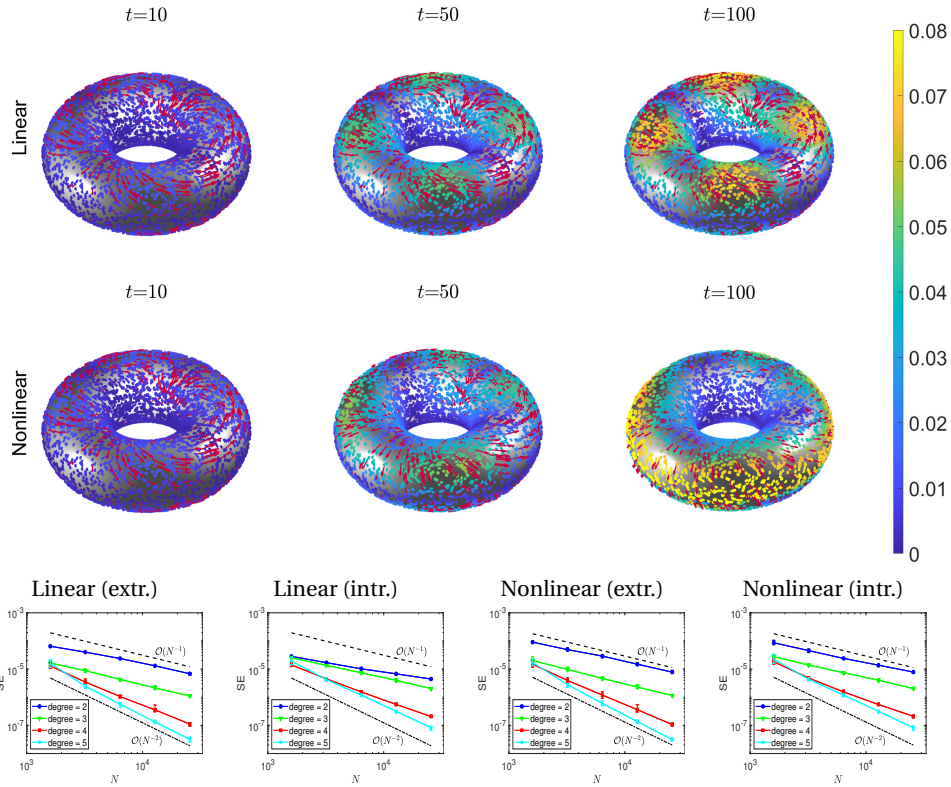 t=10 t=50 t=100
Linear
0.08
0.07
0.06
0.05
0.04
0.03
0.02
0.01
0
t=10 t=50 t=100
Nonlinear
Linear (extr.) Linear (intr.) Nonlinear (extr.) Nonlinear (intr.)
10^-3
10^-5
10^-7
SE
O(N^-1)
O(N^-2)
degree = 2
degree = 3
degree = 4
degree = 5
10^3 10^4
N
10^-3
10^-5
10^-7
SE
O(N^-1)
O(N^-2)
degree = 2
degree = 3
degree = 4
degree = 5
10^3 10^4
N
10^-3
10^-5
10^-7
SE
O(N^-1)
O(N^-2)
degree = 2
degree = 3
degree = 4
degree = 5
10^3 10^4
N
10^-3
10^-5
10^-7
SE
O(N^-1)
O(N^-2)
degree = 2
degree = 3
degree = 4
degree = 5
10^3 10^4
N